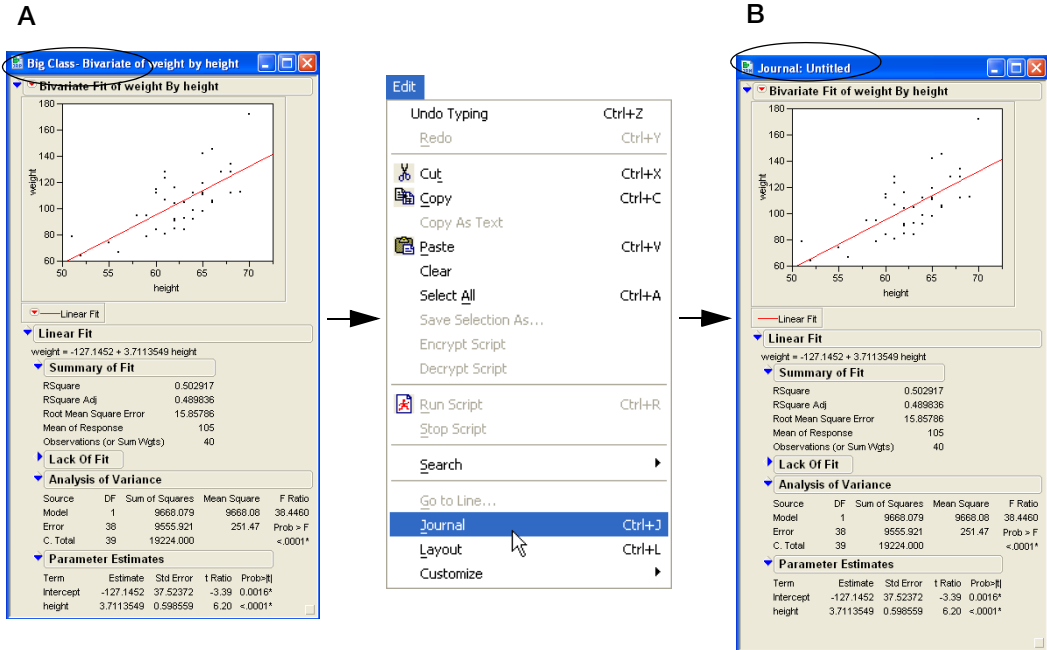 A
Big Class- Bivariate of weight by height
Bivariate Fit of weight By height
180
160
140
120
100
80
60
weight
50 55 60 65 70
height
Linear Fit
Linear Fit
weight = -127.1452 + 3.7113549 height
Summary of Fit
RSquare 0.502917
RSquare Adj 0.489836
Root Mean Square Error 15.85786
Mean of Response 105
Observations (or Sum Wgts) 40
Lack Of Fit
Analysis of Variance
Source DF Sum of Squares Mean Square F Ratio
Model 1 9668.079 9668.08 38.4460
Error 38 9555.921 251.47 Prob > F
C. Total 39 19224.000 <.0001*
Parameter Estimates
Term Estimate Std Error t Ratio Prob>|t|
Intercept -127.1452 37.52372 -3.39 0.0016*
height 3.7113549 0.598559 6.20 <.0001*
Edit
Undo Typing Ctrl+Z
Redo Ctrl+Y
Cut Ctrl+X
Copy Ctrl+C
Copy As Text
Paste Ctrl+V
Clear
Select All Ctrl+A
Save Selection As...
Encrypt Script
Decrypt Script
Run Script Ctrl+R
Stop Script
Search
Go to Line...
Journal Ctrl+J
Layout Ctrl+L
Customize
B
Journal: Untitled
Bivariate Fit of weight By height
180
160
140
120
100
80
60
weight
50 55 60 65 70
height
Linear Fit
Linear Fit
weight = -127.1452 + 3.7113549 height
Summary of Fit
RSquare 0.502917
RSquare Adj 0.489836
Root Mean Square Error 15.85786
Mean of Response 105
Observations (or Sum Wgts) 40
Lack Of Fit
Analysis of Variance
Source DF Sum of Squares Mean Square F Ratio
Model 1 9668.079 9668.08 38.4460
Error 38 9555.921 251.47 Prob > F
C. Total 39 19224.000 <.0001*
Parameter Estimates
Term Estimate Std Error t Ratio Prob>|t|
Intercept -127.1452 37.52372 -3.39 0.0016*
height 3.7113549 0.598559 6.20 <.0001*